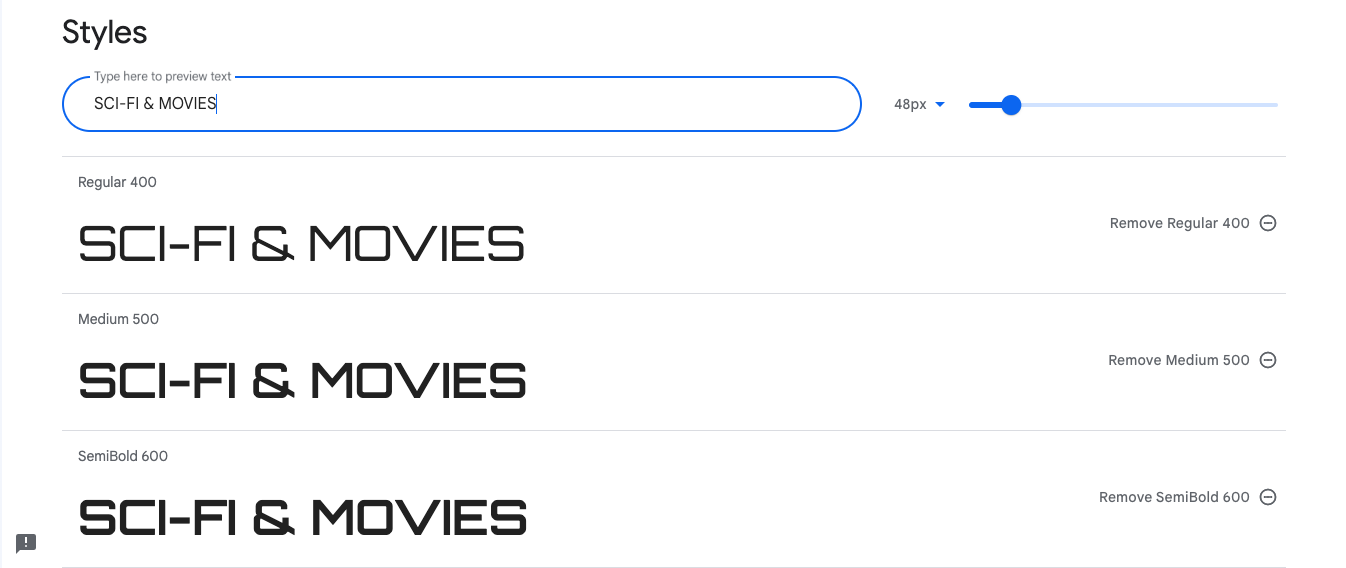 Styles
Type here to preview text
SCI-FI & MOVIES
48px
Regular 400
SCI-FI & MOVIES
Remove Regular 400
Medium 500
SCI-FI & MOVIES
Remove Medium 500
SemiBold 600
SCI-FI & MOVIES
Remove SemiBold 600